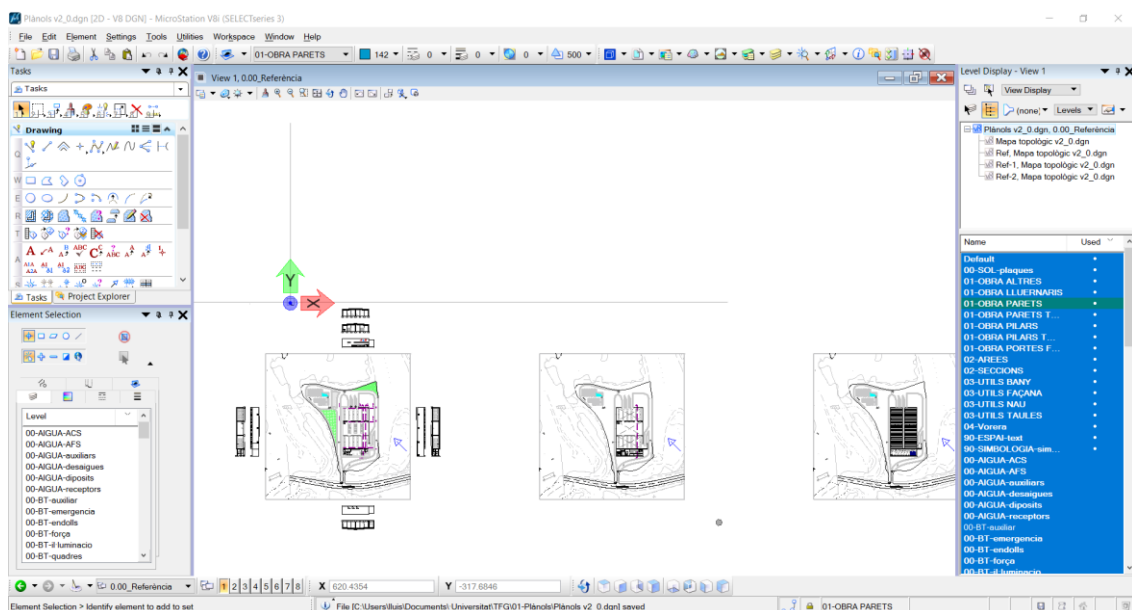 Plànols v2_0.dgn [2D - V8 DGN] - MicroStation V8i (SELECTseries 3)
File Edit Element Settings Tools Utilities Workspace Window Help
01-OBRA PARETS 142 0 0 0 500
Tasks
Tasks
Drawing
Q
W
E
R
T
A
Tasks Project Explorer
Element Selection
Level
00-AIGUA-ACS
00-AIGUA-AFS
00-AIGUA-auxiliars
00-AIGUA-desaigues
00-AIGUA-diposits
00-AIGUA-receptors
00-BT-auxiliar
00-BT-emergencia
00-BT-endolls
00-BT-força
00-BT-il·luminacio
00-BT-quadres
View 1, 0.00_Referència
Y
X
Level Display - View 1
View Display
(none) Levels
Plànols v2_0.dgn, 0.00_Referència
Mapa topològic v2_0.dgn
Ref, Mapa topològic v2_0.dgn
Ref-1, Mapa topològic v2_0.dgn
Ref-2, Mapa topològic v2_0.dgn
Name Used
Default
00-SOL-plaques
01-OBRA ALTRES
01-OBRA LLUERNARIS
01-OBRA PARETS
01-OBRA PARETS T...
01-OBRA PILARS
01-OBRA PILARS T...
01-OBRA PORTES F...
02-AREES
02-SECCIONS
03-UTILS BANY
03-UTILS FAÇANA
03-UTILS NAU
03-UTILS TAULES
04-Vorera
90-ESPAI-text
90-SIMBOLOGIA-sim...
00-AIGUA-ACS
00-AIGUA-AFS
00-AIGUA-auxiliars
00-AIGUA-desaigues
00-AIGUA-diposits
00-AIGUA-receptors
00-BT-auxiliar
00-BT-emergencia
00-BT-endolls
00-BT-força
00-BT-il·luminacio
0.00_Referència 1 2 3 4 5 6 7 8 X 620.4354 Y -317.6846
Element Selection > Identify element to add to set
File [C:\Users\lluis\Documents\ Universitat\TFG\01-Plànols\Plànols v2_0.dgn] saved
01-OBRA PARETS